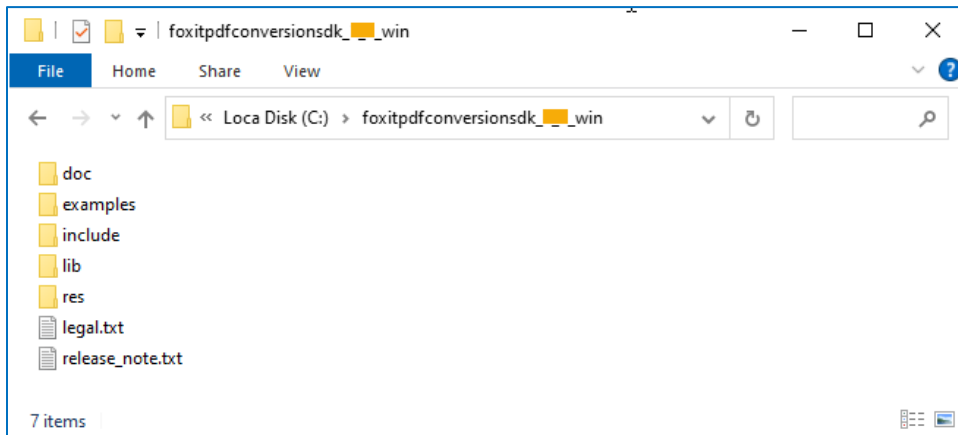 foxitpdfconversionsdk_ _ _win
File Home Share View
« Loca Disk (C:) › foxitpdfconversionsdk_ _ _win
doc
examples
include
lib
res
legal.txt
release_note.txt
7 items